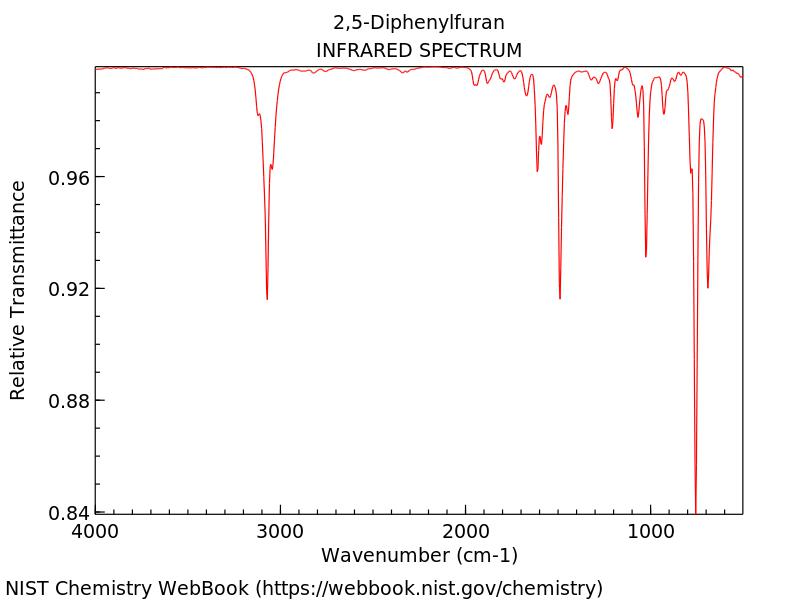 2,5-Diphenylfuran
INFRARED SPECTRUM
0.96
0.92
0.88
0.84
Relative Transmittance
4000 3000 2000 1000
Wavenumber (cm-1)
NIST Chemistry WebBook (https://webbook.nist.gov/chemistry)